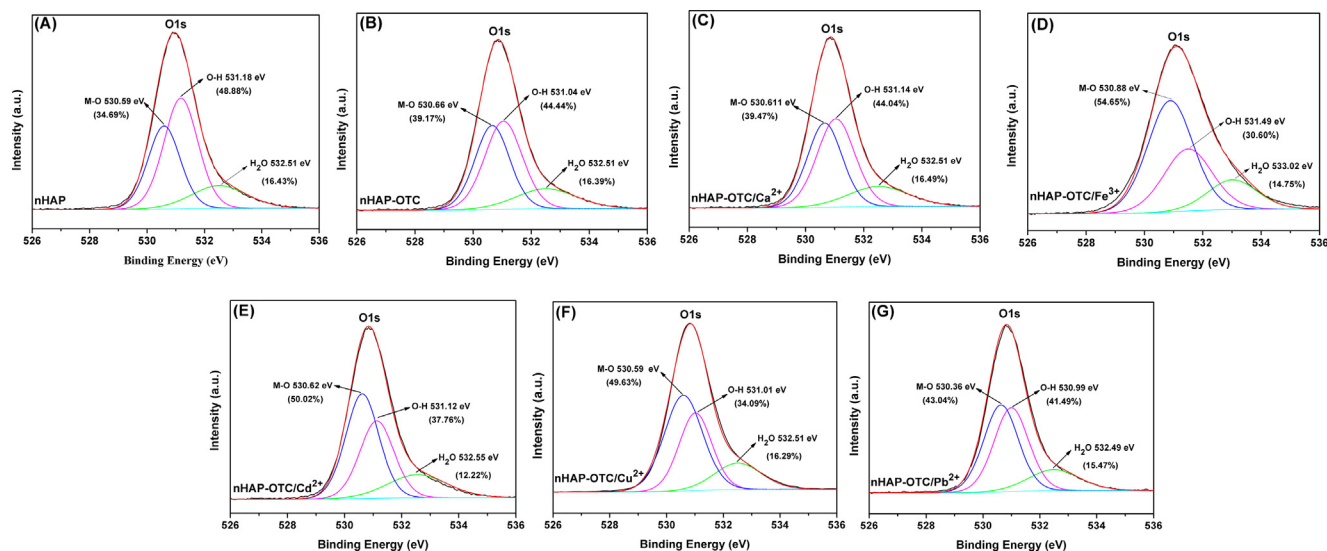 (A)
O1s
O-H 531.18 eV
(48.88%)
M-O 530.59 eV
(34.69%)
H2O 532.51 eV
(16.43%)
nHAP
Intensity (a.u.)
526 528 530 532 534 536
Binding Energy (eV)
(B)
O1s
O-H 531.04 eV
(44.44%)
M-O 530.66 eV
(39.17%)
H2O 532.51 eV
(16.39%)
nHAP-OTC
Intensity (a.u.)
526 528 530 532 534 536
Binding Energy (eV)
(C)
O1s
O-H 531.14 eV
(44.04%)
M-O 530.611 eV
(39.47%)
H2O 532.51 eV
(16.49%)
nHAP-OTC/Ca2+
Intensity (a.u.)
526 528 530 532 534 536
Binding Energy (eV)
(D)
O1s
M-O 530.88 eV
(54.65%)
O-H 531.49 eV
(30.60%)
H2O 533.02 eV
(14.75%)
nHAP-OTC/Fe3+
Intensity (a.u.)
526 528 530 532 534 536
Binding Energy (eV)
(E)
O1s
M-O 530.62 eV
(50.02%)
O-H 531.12 eV
(37.76%)
H2O 532.55 eV
(12.22%)
nHAP-OTC/Cd2+
Intensity (a.u.)
526 528 530 532 534 536
Binding Energy (eV)
(F)
O1s
M-O 530.59 eV
(49.63%)
O-H 531.01 eV
(34.09%)
H2O 532.51 eV
(16.29%)
nHAP-OTC/Cu2+
Intensity (a.u.)
526 528 530 532 534 536
Binding Energy (eV)
(G)
O1s
M-O 530.36 eV
(43.04%)
O-H 530.99 eV
(41.49%)
H2O 532.49 eV
(15.47%)
nHAP-OTC/Pb2+
Intensity (a.u.)
526 528 530 532 534 536
Binding Energy (eV)